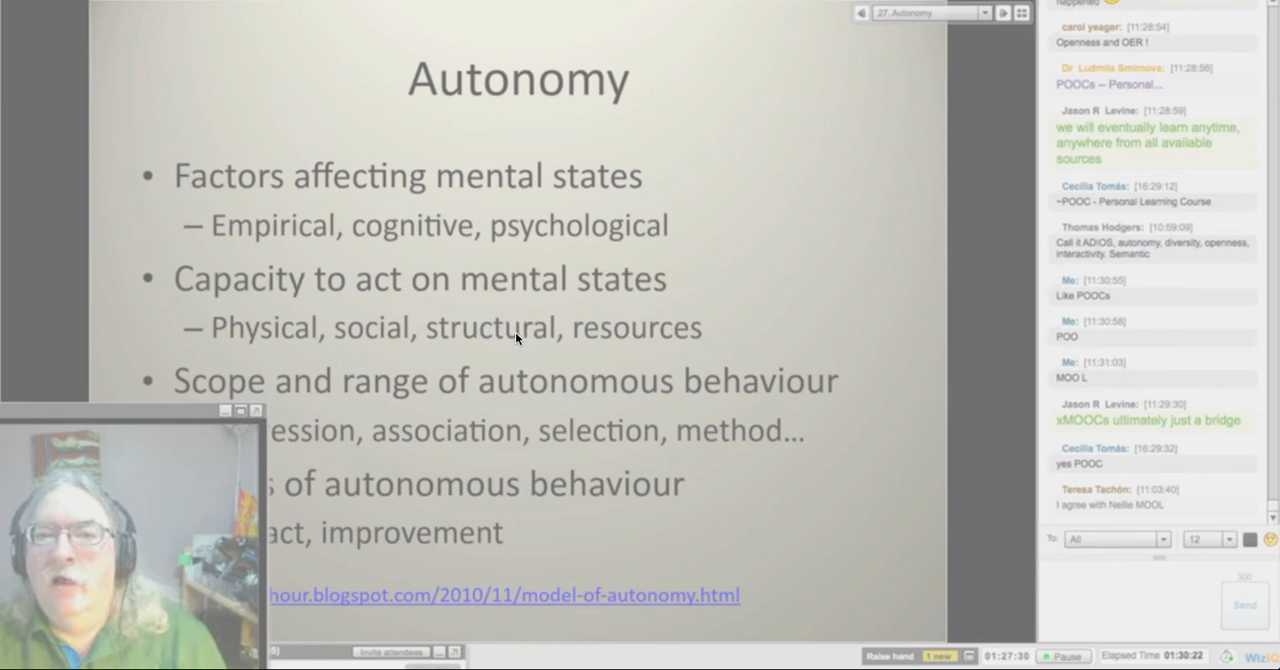 27. Autonomy
Autonomy
• Factors affecting mental states
– Empirical, cognitive, psychological
• Capacity to act on mental states
– Physical, social, structural, resources
• Scope and range of autonomous behaviour
ession, association, selection, method...
s of autonomous behaviour
act, improvement
hour.blogspot.com/2010/11/model-of-autonomy.html
happened
carol yeager: [11:28:54]
Openness and OER !
Dr Ludmila Smirnova: [11:28:56]
POOCs -- Personal...
Jason R Levine: [11:28:59]
we will eventually learn anytime,
anywhere from all available
sources
Cecilia Tomás: [16:29:12]
~POOC - Personal Learning Course
Thomas Hodgers: [10:59:09]
Call it ADIOS, autonomy, diversity, openness,
interactivity. Semantic
Me: [11:30:55]
Like POOCs
Me: [11:30:58]
POO
Me: [11:31:03]
MOO L
Jason R Levine: [11:29:30]
xMOOCs ultimately just a bridge
Cecilia Tomás: [16:29:32]
yes POOC
Teresa Tachón: [11:03:40]
I agree with Nellie MOOL
To: All 12
300
Send
5) Invite attendees
Raise hand 1 new 01:27:30 Pause Elapsed Time 01:30:22 WizIQ